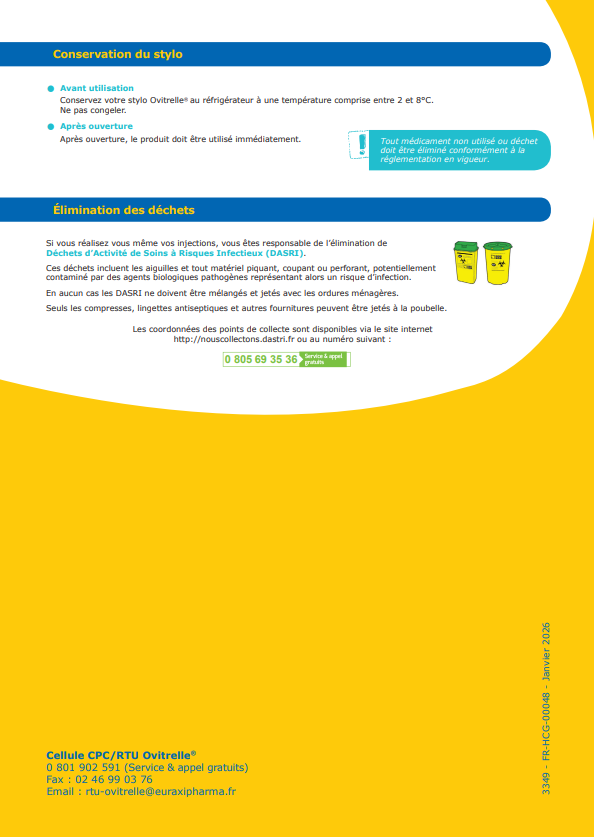 Conservation du stylo
● Avant utilisation
Conservez votre stylo Ovitrelle® au réfrigérateur à une température comprise entre 2 et 8°C.
Ne pas congeler.
● Après ouverture
Après ouverture, le produit doit être utilisé immédiatement.
!
Tout médicament non utilisé ou déchet
doit être éliminé conformément à la
réglementation en vigueur.
Élimination des déchets
Si vous réalisez vous même vos injections, vous êtes responsable de l'élimination de
Déchets d'Activité de Soins à Risques Infectieux (DASRI).
Ces déchets incluent les aiguilles et tout matériel piquant, coupant ou perforant, potentiellement
contaminé par des agents biologiques pathogènes représentant alors un risque d'infection.
En aucun cas les DASRI ne doivent être mélangés et jetés avec les ordures ménagères.
Seuls les compresses, lingettes antiseptiques et autres fournitures peuvent être jetés à la poubelle.
Les coordonnées des points de collecte sont disponibles via le site internet
http://nouscollectons.dastri.fr ou au numéro suivant :
0 805 69 35 36 Service & appel
gratuits
3349 - FR-HCG-00048 - Janvier 2026
Cellule CPC/RTU Ovitrelle®
0 801 902 591 (Service & appel gratuits)
Fax : 02 46 99 03 76
Email : rtu-ovitrelle@euraxipharma.fr